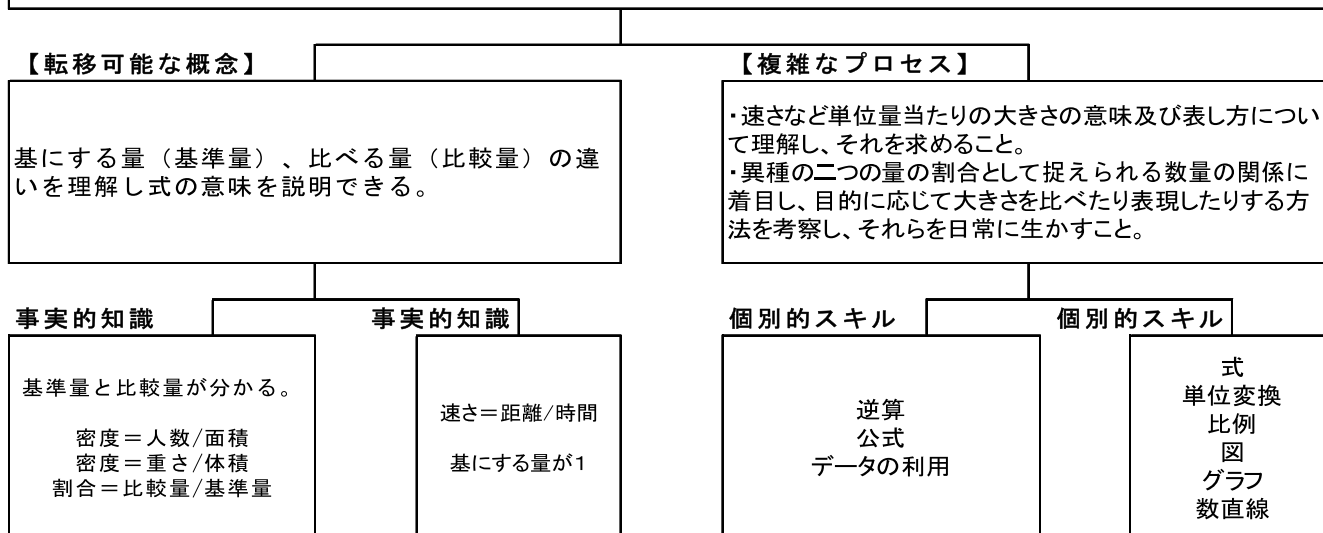 【転移可能な概念】
基にする量（基準量）、比べる量（比較量）の違
いを理解し式の意味を説明できる。
【複雑なプロセス】
・速さなど単位量当たりの大きさの意味及び表し方につい
て理解し、それを求めること。
・異種の二つの量の割合として捉えられる数量の関係に
着目し、目的に応じて大きさを比べたり表現したりする方
法を考察し、それらを日常に生かすこと。
事実的知識
基準量と比較量が分かる。
密度＝人数/面積
密度＝重さ/体積
割合＝比較量/基準量
事実的知識
速さ＝距離/時間
基にする量が１
個別的スキル
逆算
公式
データの利用
個別的スキル
式
単位変換
比例
図
グラフ
数直線